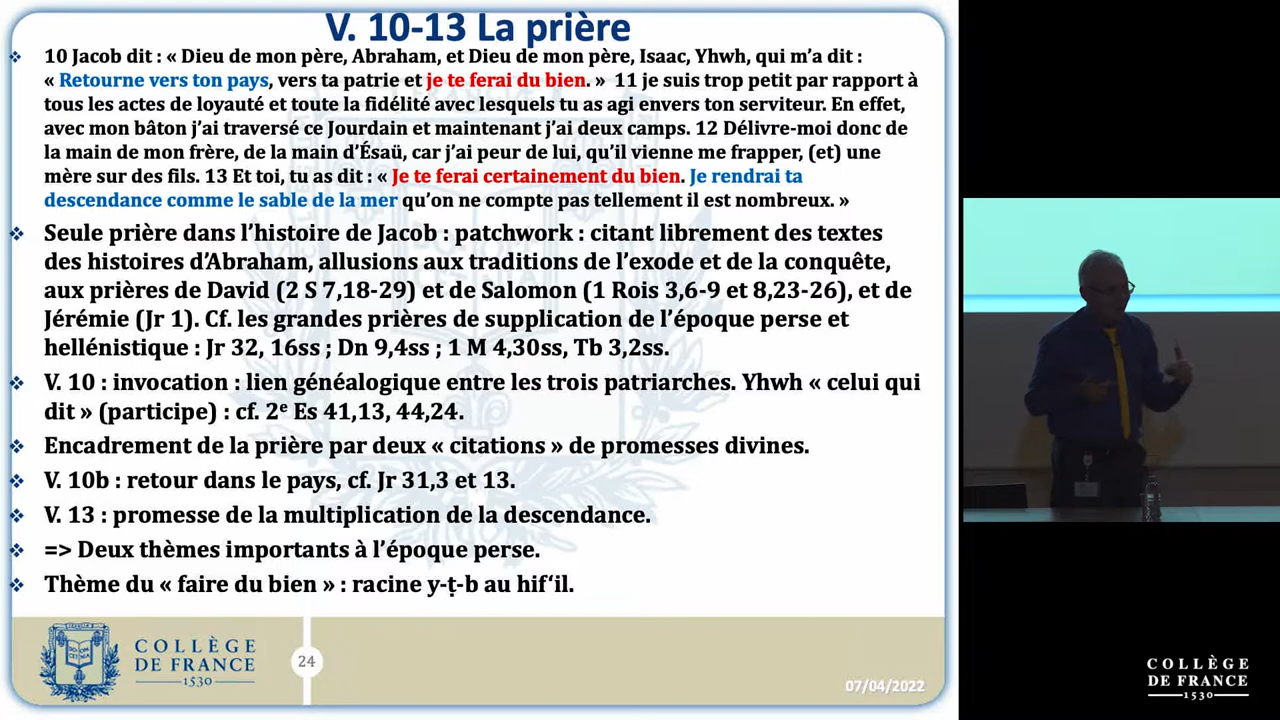 V. 10-13 La prière
10 Jacob dit : « Dieu de mon père, Abraham, et Dieu de mon père, Isaac, Yhwh, qui m’a dit :
« Retourne vers ton pays, vers ta patrie et je te ferai du bien. » 11 je suis trop petit par rapport à
tous les actes de loyauté et toute la fidélité avec lesquels tu as agi envers ton serviteur. En effet,
avec mon bâton j’ai traversé ce Jourdain et maintenant j’ai deux camps. 12 Délivre-moi donc de
la main de mon frère, de la main d’Ésaü, car j’ai peur de lui, qu’il vienne me frapper, (et) une
mère sur des fils. 13 Et toi, tu as dit : « Je te ferai certainement du bien. Je rendrai ta
descendance comme le sable de la mer qu’on ne compte pas tellement il est nombreux. »
Seule prière dans l’histoire de Jacob : patchwork : citant librement des textes
des histoires d’Abraham, allusions aux traditions de l’exode et de la conquête,
aux prières de David (2 S 7,18-29) et de Salomon (1 Rois 3,6-9 et 8,23-26), et de
Jérémie (Jr 1). Cf. les grandes prières de supplication de l’époque perse et
hellénistique : Jr 32, 16ss ; Dn 9,4ss ; 1 M 4,30ss, Tb 3,2ss.
V. 10 : invocation : lien généalogique entre les trois patriarches. Yhwh « celui qui
dit » (participe) : cf. 2e Es 41,13, 44,24.
Encadrement de la prière par deux « citations » de promesses divines.
V. 10b : retour dans le pays, cf. Jr 31,3 et 13.
V. 13 : promesse de la multiplication de la descendance.
=> Deux thèmes importants à l’époque perse.
Thème du « faire du bien » : racine y-ṭ-b au hif‘il.
COLLÈGE
DE FRANCE
1530
24
07/04/2022
COLLÈGE
DE FRANCE
1530